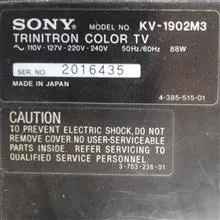 SONY MODEL NO. KV-1902M3
TRINITRON COLOR TV
~ 110V-127V-220V-240V 50Hz/60Hz 88W
SER. NO. 2016435
MADE IN JAPAN
4-385-515-01
CAUTION
TO PREVENT ELECTRIC SHOCK, DO NOT
REMOVE COVER. NO USER-SERVICEABLE
PARTS INSIDE. REFER SERVICING TO
QUALIFIED SERVICE PERSONNEL.
3-703-238-01